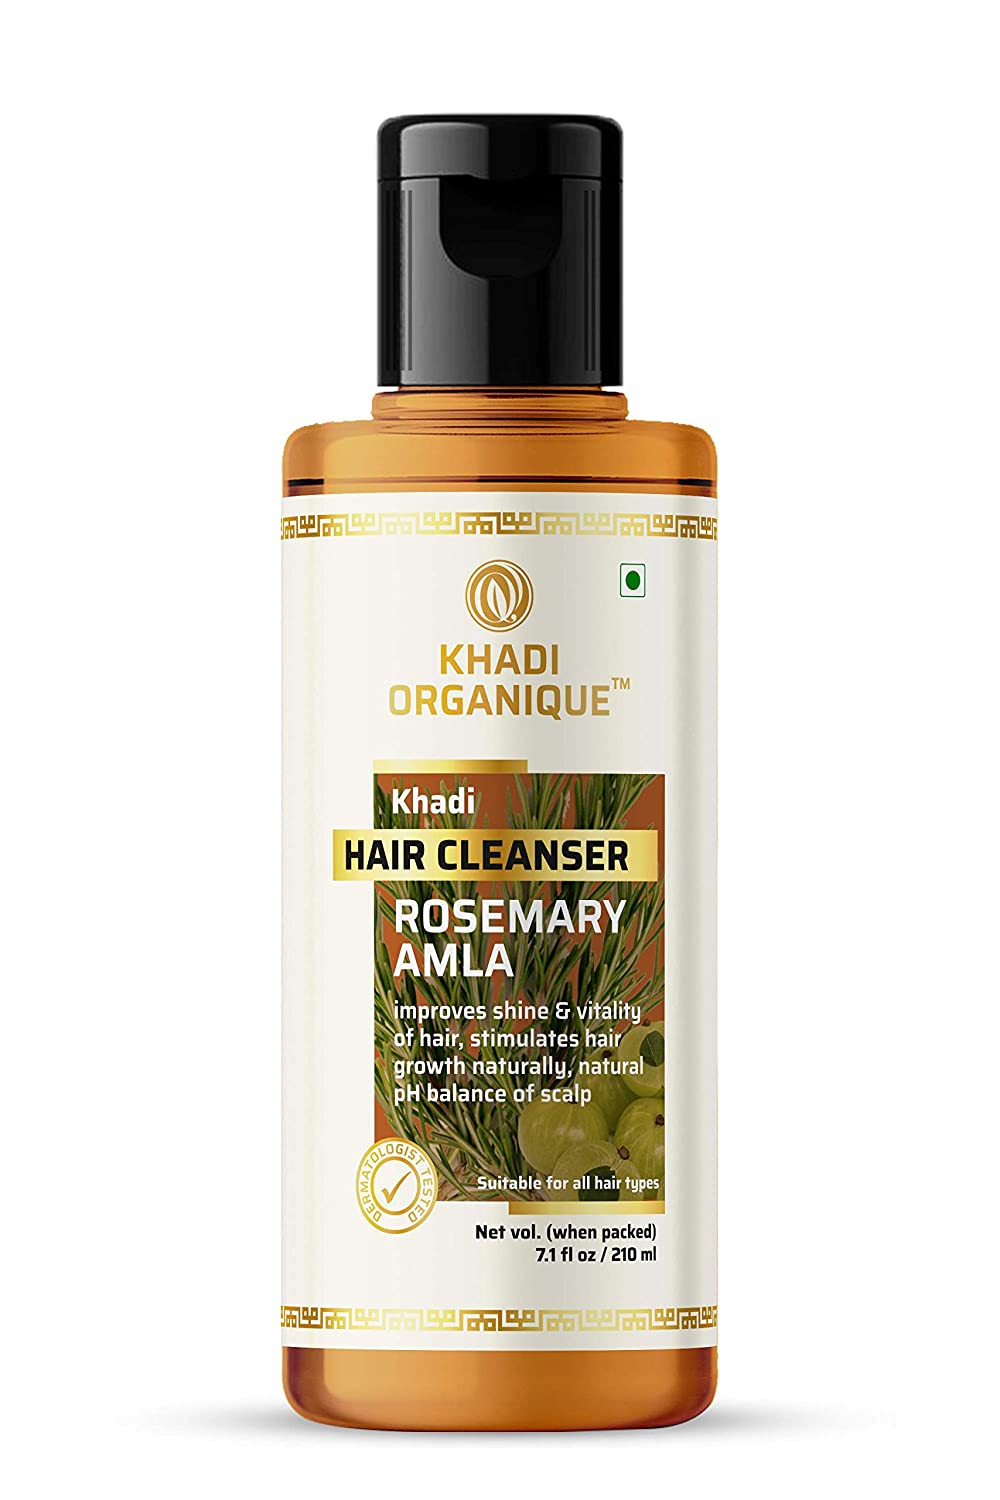 KHADI
ORGANIQUE™
Khadi
HAIR CLEANSER
ROSEMARY
AMLA
improves shine & vitality
of hair, stimulates hair
growth naturally, natural
pH balance of scalp
DERMATOLOGIST TESTED
Suitable for all hair types
Net vol. (when packed)
7.1 fl oz / 210 ml